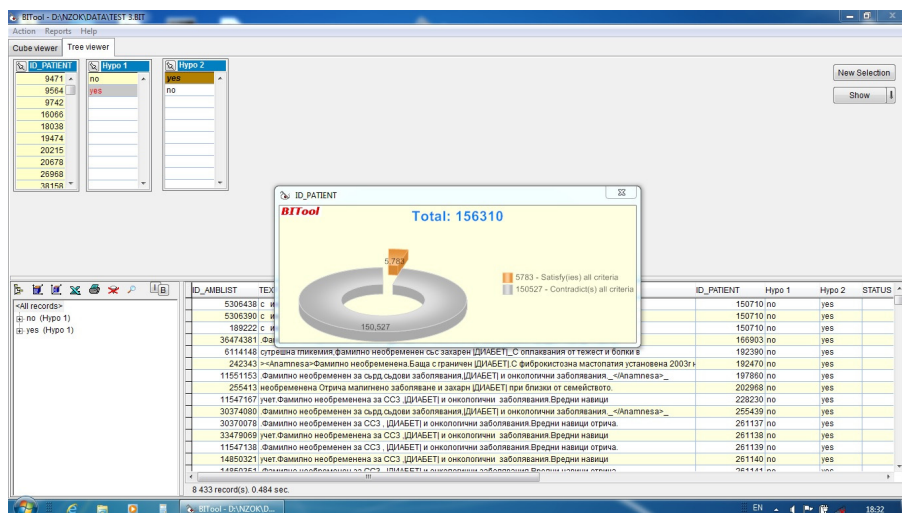 BITool - D:\NZOK\DATA\TEST 3.BIT
Action Reports Help
Cube viewer Tree viewer
ID_PATIENT Hypo 1 Hypo 2
9471 no yes
9564 yes no
9742
16066
18038
19474
20215
20678
26968
38158
New Selection
Show
ID_PATIENT
BITool
Total: 156310
5,783
150,527
5783 - Satisfy(ies) all criteria
150527 - Contradict(s) all criteria
<All records>
no (Hypo 1)
yes (Hypo 1)
ID_AMBLIST ID_PATIENT Hypo 1 Hypo 2 STATUS
5306438 с 150710 no yes
5306390 с 150710 no yes
189222 с 150710 no yes
36474381 166903 no yes
6114148 сутрешна гликемия,фамилно необременен със захарен |ДИАБЕТ|_С оплаквания от тежест и болки в 192390 no yes
242343 ><Anamnesa>Фамилно необременена.Баща с граничен |ДИАБЕТ|.С фиброкистозна мастопатия установена 2003г 192470 no yes
11551153 .Фамилно необременен за сърд.съдови заболявания,|ДИАБЕТ| и онкологични заболявания._</Anamnesa>_ 197860 no yes
255413 необременена Отрича малигнено заболяване и захарн |ДИАБЕТ| при близки от семейството. 202968 no yes
11547167 учет.Фамилно необременена за ССЗ ,|ДИАБЕТ| и онкологични заболявания.Вредни навици 228230 no yes
30374080 .Фамилно необременен за сърд.съдови заболявания,|ДИАБЕТ| и онкологични заболявания._</Anamnesa>_ 255439 no yes
30370078 .Фамилно необременен за ССЗ , |ДИАБЕТ| и онкологични заболявания.Вредни навици отрича. 261137 no yes
33479069 учет.Фамилно необременена за ССЗ ,|ДИАБЕТ| и онкологични заболявания.Вредни навици 261138 no yes
11547138 .Фамилно необременен за ССЗ , |ДИАБЕТ| и онкологични заболявания.Вредни навици отрича. 261139 no yes
14850321 учет.Фамилно необременена за ССЗ ,|ДИАБЕТ| и онкологични заболявания.Вредни навици 261140 no yes
8 433 record(s). 0.484 sec.
BITool - D:\NZOK\D...
EN
18:32